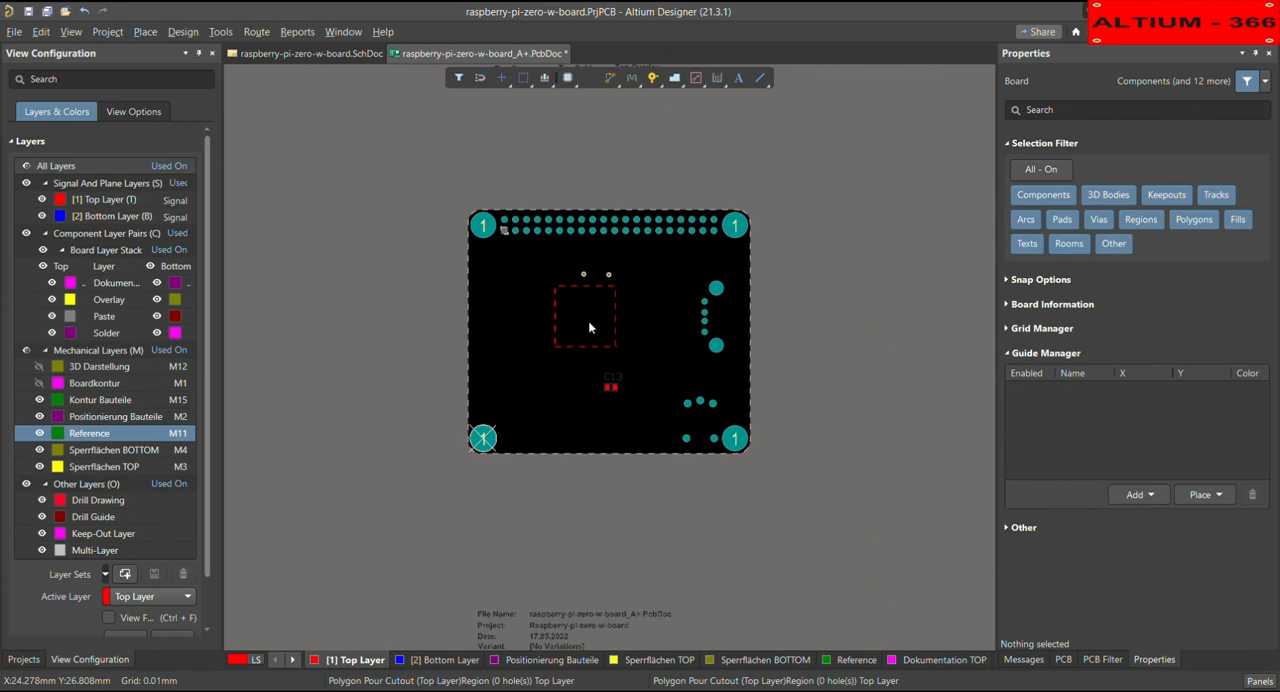 raspberry-pi-zero-w-board.PrjPCB - Altium Designer (21.3.1)
ALTIUM - 366
File Edit View Project Place Design Tools Route Reports Window Help
Share
View Configuration
raspberry-pi-zero-w-board.SchDoc
raspberry-pi-zero-w-board_A+.PcbDoc *
Properties
Search
Board
Components (and 12 more)
Layers & Colors
View Options
Search
Layers
Selection Filter
All Layers Used On
All - On
Signal And Plane Layers (S) Used
[1] Top Layer (T) Signal
[2] Bottom Layer (B) Signal
Component Layer Pairs (C) Used
Board Layer Stack Used On
Top Layer Bottom
Dokumen...
Overlay
Paste
Solder
Mechanical Layers (M) Used On
3D Darstellung M12
Boardkontur M1
Kontur Bauteile M15
Positionierung Bauteile M2
Reference M11
Sperrflächen BOTTOM M4
Sperrflächen TOP M3
Other Layers (O) Used On
Drill Drawing
Drill Guide
Keep-Out Layer
Multi-Layer
Layer Sets
Active Layer Top Layer
View F... (Ctrl + F)
1
1
C13
1
1
File Name: raspberry-pi-zero-w-board_A+.PcbDoc
Project: Raspberry-pi-zero-w-board
Date: 17.05.2022
Variant: [No Variations]
Components 3D Bodies Keepouts Tracks
Arcs Pads Vias Regions Polygons Fills
Texts Rooms Other
Snap Options
Board Information
Grid Manager
Guide Manager
Enabled Name X Y Color
Add Place
Other
Nothing selected
Projects View Configuration
LS [1] Top Layer [2] Bottom Layer Positionierung Bauteile Sperrflächen TOP Sperrflächen BOTTOM Reference Dokumentation TOP
Messages PCB PCB Filter Properties
X:24.278mm Y:26.808mm Grid: 0.01mm
Polygon Pour Cutout (Top Layer)Region (0 hole(s)) Top Layer
Polygon Pour Cutout (Top Layer)Region (0 hole(s)) Top Layer
Panels